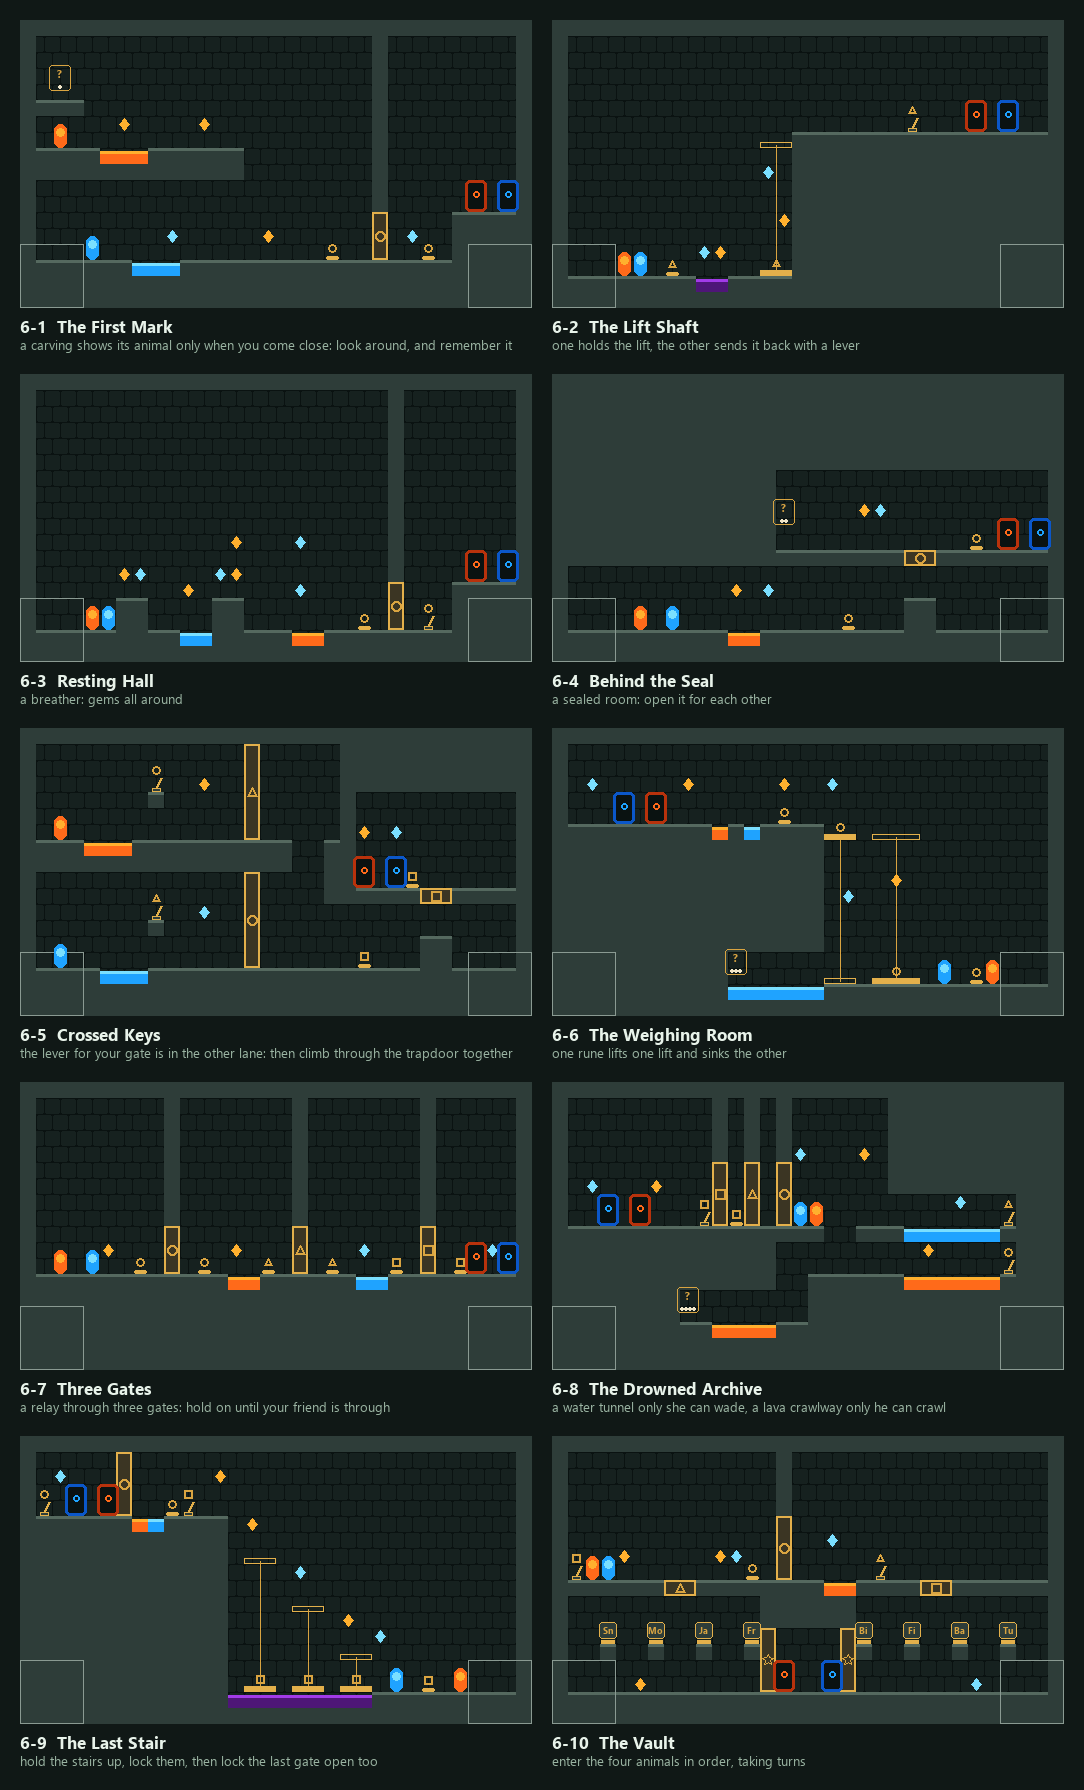 ?
6-1 The First Mark
a carving shows its animal only when you come close: look around, and remember it
6-2 The Lift Shaft
one holds the lift, the other sends it back with a lever
6-3 Resting Hall
a breather: gems all around
?
6-4 Behind the Seal
a sealed room: open it for each other
6-5 Crossed Keys
the lever for your gate is in the other lane: then climb through the trapdoor together
?
6-6 The Weighing Room
one rune lifts one lift and sinks the other
6-7 Three Gates
a relay through three gates: hold on until your friend is through
?
6-8 The Drowned Archive
a water tunnel only she can wade, a lava crawlway only he can crawl
6-9 The Last Stair
hold the stairs up, lock them, then lock the last gate open too
Sn Mo Ja Fr Bi Fi Ba Tu
6-10 The Vault
enter the four animals in order, taking turns